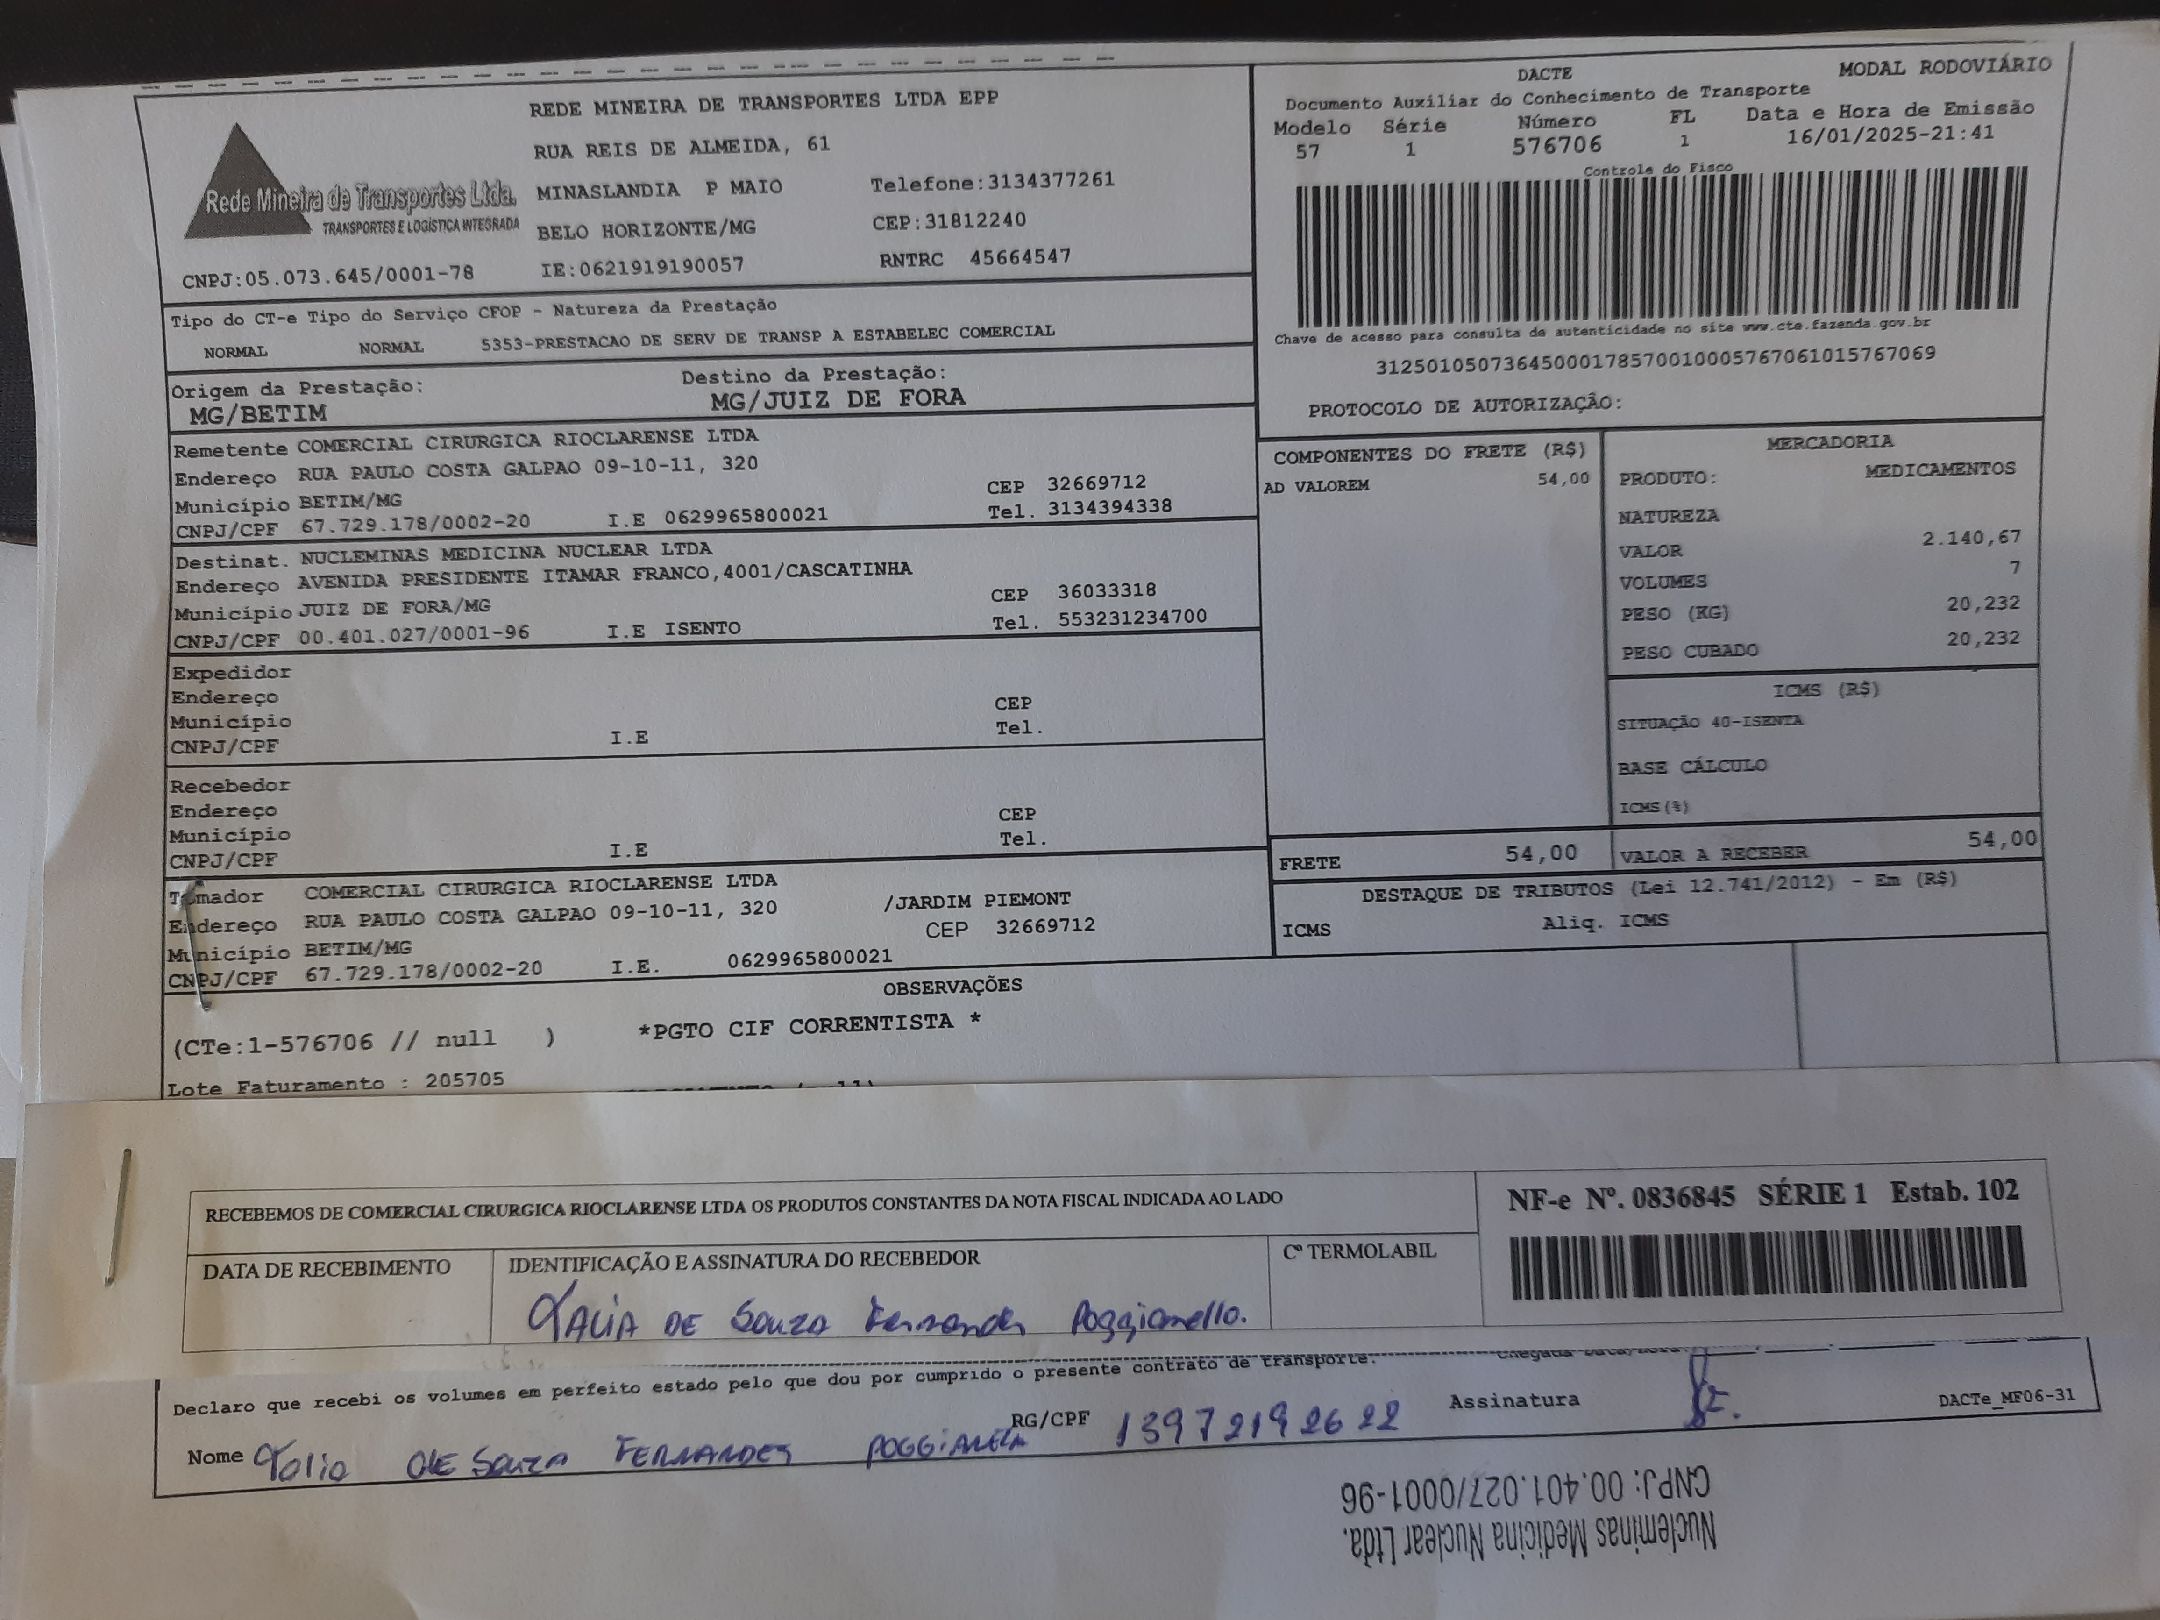 REDE MINEIRA DE TRANSPORTES LTDA EPP
RUA REIS DE ALMEIDA, 61
Rede Mineira de Transportes Ltda.
TRANSPORTES E LOGÍSTICA INTEGRADA
MINASLANDIA P MAIO Telefone:3134377261
BELO HORIZONTE/MG CEP:31812240
CNPJ:05.073.645/0001-78 IE:0621919190057 RNTRC 45664547
DACTE MODAL RODOVIÁRIO
Documento Auxiliar do Conhecimento de Transporte
Modelo Série Número FL Data e Hora de Emissão
57 1 576706 1 16/01/2025-21:41
Controle do Fisco
Chave de acesso para consulta de autenticidade no site www.cte.fazenda.gov.br
31250105073645000178570010005767061015767069
PROTOCOLO DE AUTORIZAÇÃO:
Tipo do CT-e Tipo do Serviço CFOP - Natureza da Prestação
NORMAL NORMAL 5353-PRESTACAO DE SERV DE TRANSP A ESTABELEC COMERCIAL
Origem da Prestação: Destino da Prestação:
MG/BETIM MG/JUIZ DE FORA
Remetente COMERCIAL CIRURGICA RIOCLARENSE LTDA
Endereço RUA PAULO COSTA GALPAO 09-10-11, 320
Município BETIM/MG CEP 32669712
CNPJ/CPF 67.729.178/0002-20 I.E 0629965800021 Tel. 3134394338
Destinat. NUCLEMINAS MEDICINA NUCLEAR LTDA
Endereço AVENIDA PRESIDENTE ITAMAR FRANCO,4001/CASCATINHA
Município JUIZ DE FORA/MG CEP 36033318
CNPJ/CPF 00.401.027/0001-96 I.E ISENTO Tel. 553231234700
Expedidor
Endereço
Município CEP
CNPJ/CPF I.E Tel.
Recebedor
Endereço
Município CEP
CNPJ/CPF I.E Tel.
Tomador COMERCIAL CIRURGICA RIOCLARENSE LTDA
Endereço RUA PAULO COSTA GALPAO 09-10-11, 320 /JARDIM PIEMONT
Município BETIM/MG CEP 32669712
CNPJ/CPF 67.729.178/0002-20 I.E. 0629965800021
COMPONENTES DO FRETE (R$)
AD VALOREM 54,00
MERCADORIA
PRODUTO: MEDICAMENTOS
NATUREZA
VALOR 2.140,67
VOLUMES 7
PESO (KG) 20,232
PESO CUBADO 20,232
ICMS (R$)
SITUAÇÃO 40-ISENTA
BASE CÁLCULO
ICMS(%)
FRETE 54,00 VALOR A RECEBER 54,00
DESTAQUE DE TRIBUTOS (Lei 12.741/2012) - Em (R$)
ICMS Aliq. ICMS
OBSERVAÇÕES
(CTe:1-576706 // null ) *PGTO CIF CORRENTISTA *
Lote Faturamento : 205705
RECEBEMOS DE COMERCIAL CIRURGICA RIOCLARENSE LTDA OS PRODUTOS CONSTANTES DA NOTA FISCAL INDICADA AO LADO
NF-e Nº. 0836845 SÉRIE 1 Estab. 102
DATA DE RECEBIMENTO IDENTIFICAÇÃO E ASSINATURA DO RECEBEDOR Cº TERMOLABIL
TALIA DE Souza Fernandes Poggianello.
Declaro que recebi os volumes em perfeito estado pelo que dou por cumprido o presente contrato de transporte.
Nome Talia DE Souza FERNANDES POGGIANELA RG/CPF 13972192622 Assinatura
DACTe_MF06-31
Nucleminas Medicina Nuclear Ltda.
CNPJ: 00.401.027/0001-96